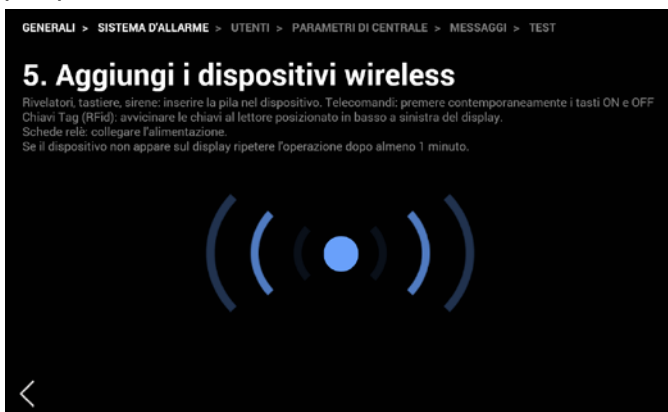 GENERALI > SISTEMA D'ALLARME > UTENTI > PARAMETRI DI CENTRALE > MESSAGGI > TEST
5. Aggiungi i dispositivi wireless
Rivelatori, tastiere, sirene: inserire la pila nel dispositivo. Telecomandi: premere contemporaneamente i tasti ON e OFF
Chiavi Tag (RFid): avvicinare le chiavi al lettore posizionato in basso a sinistra del display.
Schede relè: collegare l'alimentazione.
Se il dispositivo non appare sul display ripetere l'operazione dopo almeno 1 minuto.